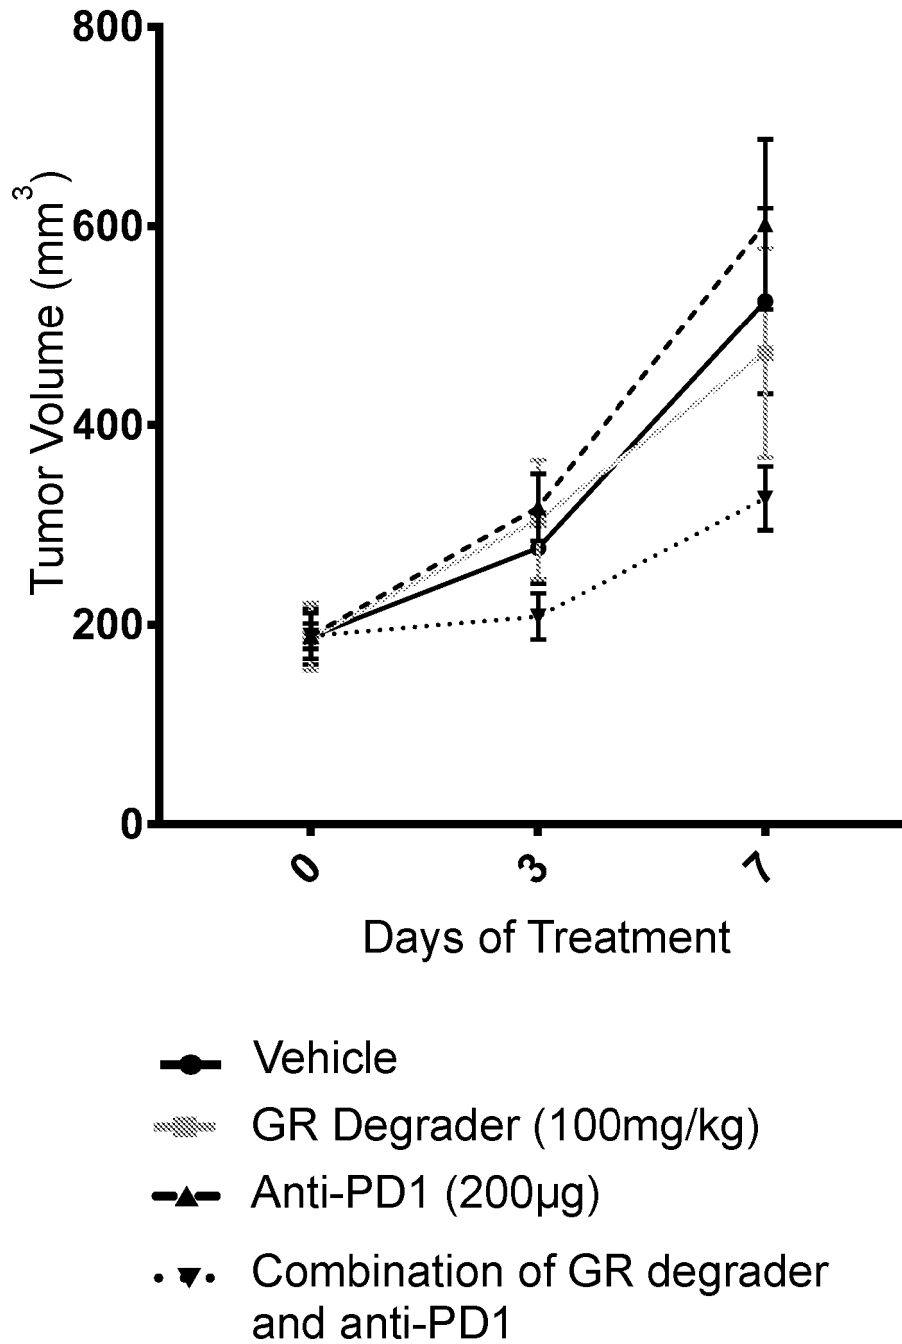 800
600
400
200
0
Tumor Volume (mm³)
0 3 7
Days of Treatment
Vehicle
GR Degrader (100mg/kg)
Anti-PD1 (200µg)
Combination of GR degrader
and anti-PD1